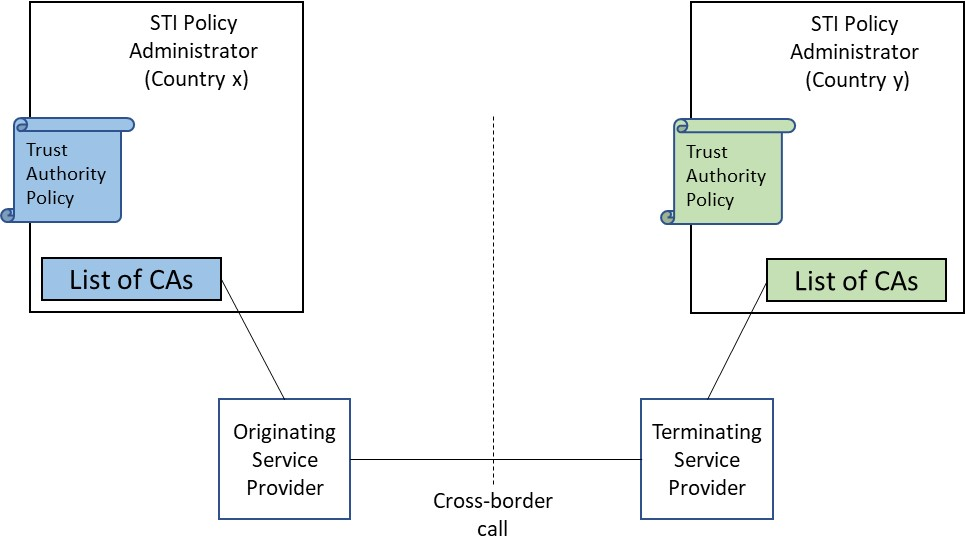 STI Policy
Administrator
(Country x)
Trust
Authority
Policy
List of CAs
STI Policy
Administrator
(Country y)
Trust
Authority
Policy
List of CAs
Originating
Service
Provider
Terminating
Service
Provider
Cross-border
call